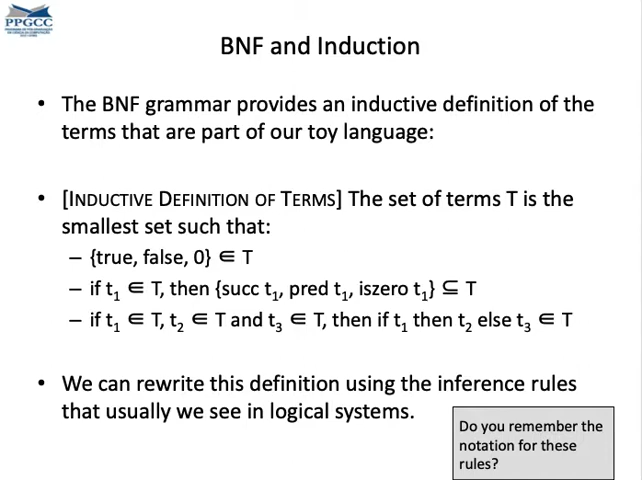 PPGCC
BNF and Induction
• The BNF grammar provides an inductive definition of the
terms that are part of our toy language:
• [INDUCTIVE DEFINITION OF TERMS] The set of terms T is the
smallest set such that:
– {true, false, 0} ∈ T
– if t₁ ∈ T, then {succ t₁, pred t₁, iszero t₁} ⊆ T
– if t₁ ∈ T, t₂ ∈ T and t₃ ∈ T, then if t₁ then t₂ else t₃ ∈ T
• We can rewrite this definition using the inference rules
that usually we see in logical systems.
Do you remember the
notation for these
rules?